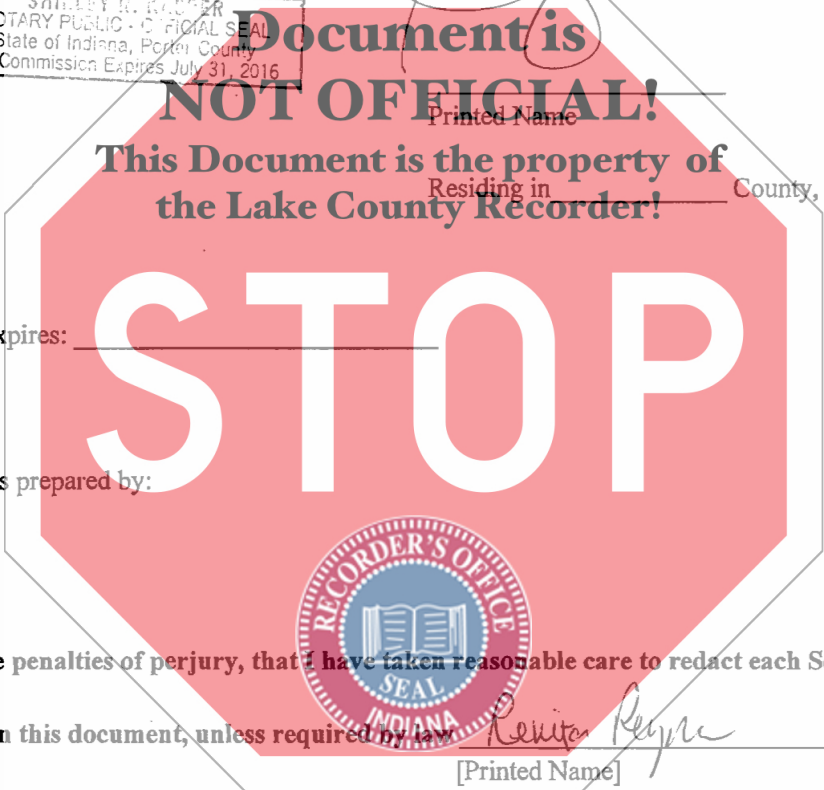 NOTARY PUBLIC - OFFICIAL SEAL
State of Indiana, Porter County
Commission Expires July 31, 2016
Document is
NOT OFFICIAL!
Printed Name
This Document is the property of
the Lake County Recorder!
Residing in County,
STOP
xpires:
s prepared by:
RECORDER'S OFFICE
SEAL
INDIANA
e penalties of perjury, that I have taken reasonable care to redact each S
n this document, unless required by law
[Printed Name]